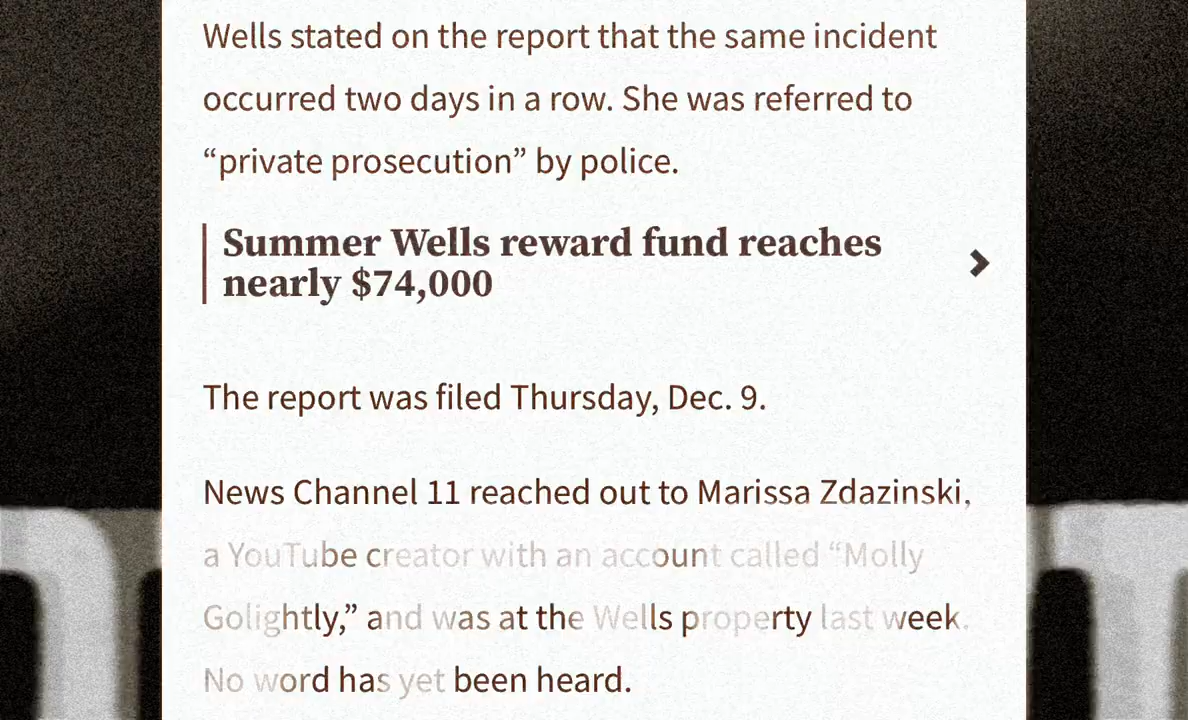 Wells stated on the report that the same incident
occurred two days in a row. She was referred to
“private prosecution” by police.
Summer Wells reward fund reaches
nearly $74,000
The report was filed Thursday, Dec. 9.
News Channel 11 reached out to Marissa Zdazinski,
a YouTube creator with an account called “Molly
Golightly,” and was at the Wells property last week.
No word has yet been heard.